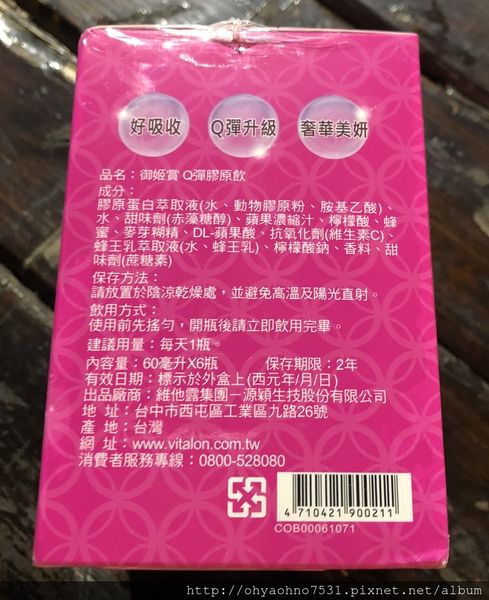 好吸收
Q彈升級
奢華美妍
品名：御姬賞 Q彈膠原飲
成分：
膠原蛋白萃取液(水、動物膠原粉、胺基乙酸)、
水、甜味劑(赤藻糖醇)、蘋果濃縮汁、檸檬酸、蜂
蜜、麥芽糊精、DL-蘋果酸、抗氧化劑(維生素C)、
蜂王乳萃取液(水、蜂王乳)、檸檬酸鈉、香料、甜
味劑(蔗糖素)
保存方法：
請放置於陰涼乾燥處，並避免高溫及陽光直射。
飲用方式：
使用前先搖勻，開瓶後請立即飲用完畢。
建議用量：每天1瓶。
內容量：60毫升X6瓶 保存期限：2年
有效日期：標示於外盒上(西元年/月/日)
出品廠商：維他露集團－源穎生技股份有限公司
地 址：台中市西屯區工業區九路26號
產 地：台灣
網 址：www.vitalon.com.tw
消費者服務專線：0800-528080
4 710421 900211
COB00061071
http://ohyaohno7531.pixnet.net/album